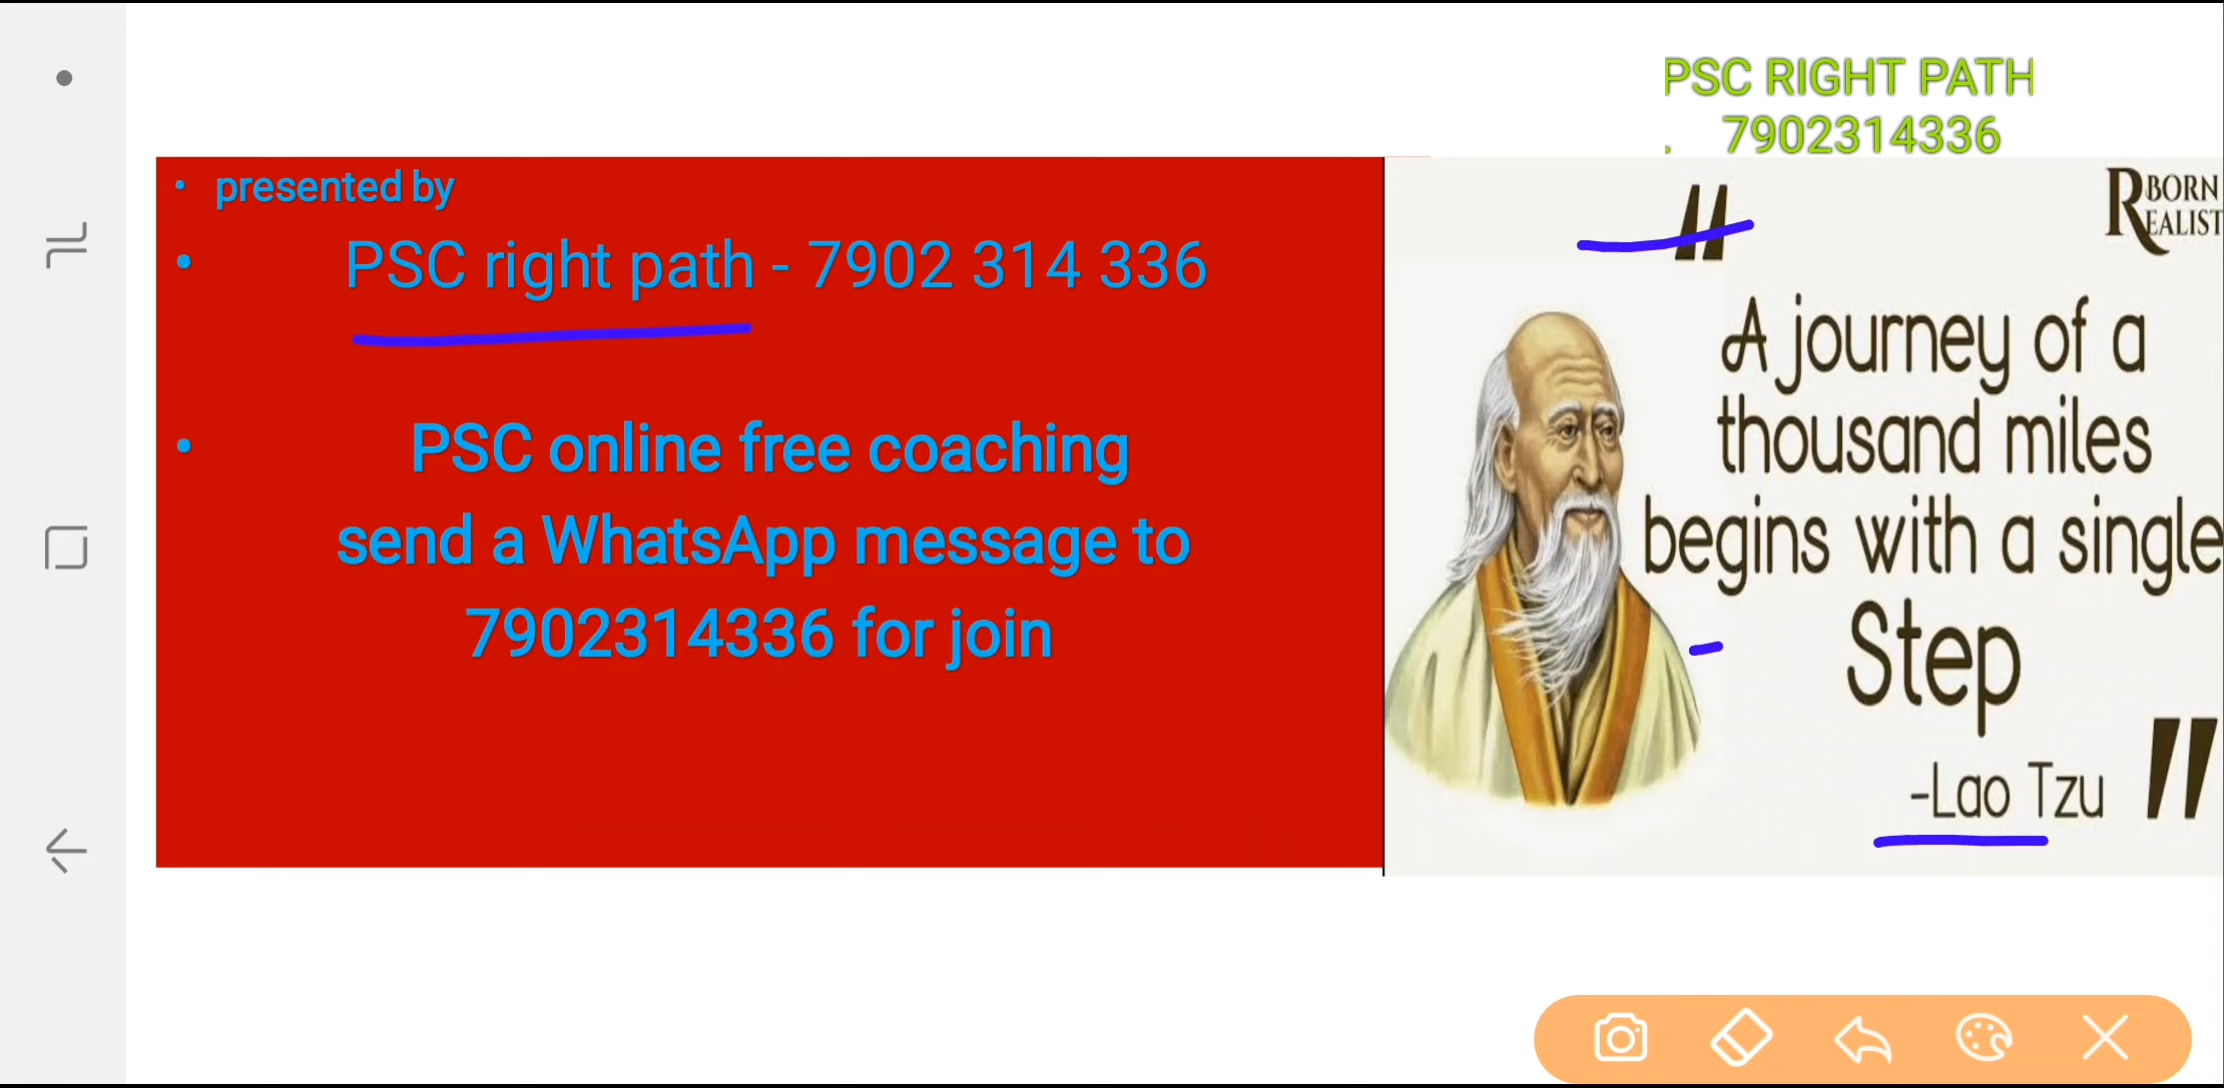 PSC RIGHT PATH
. 7902314336
• presented by
• PSC right path - 7902 314 336
• PSC online free coaching
send a WhatsApp message to
7902314336 for join
BORN
REALIST
"
A journey of a
thousand miles
begins with a single
Step
-Lao Tzu "